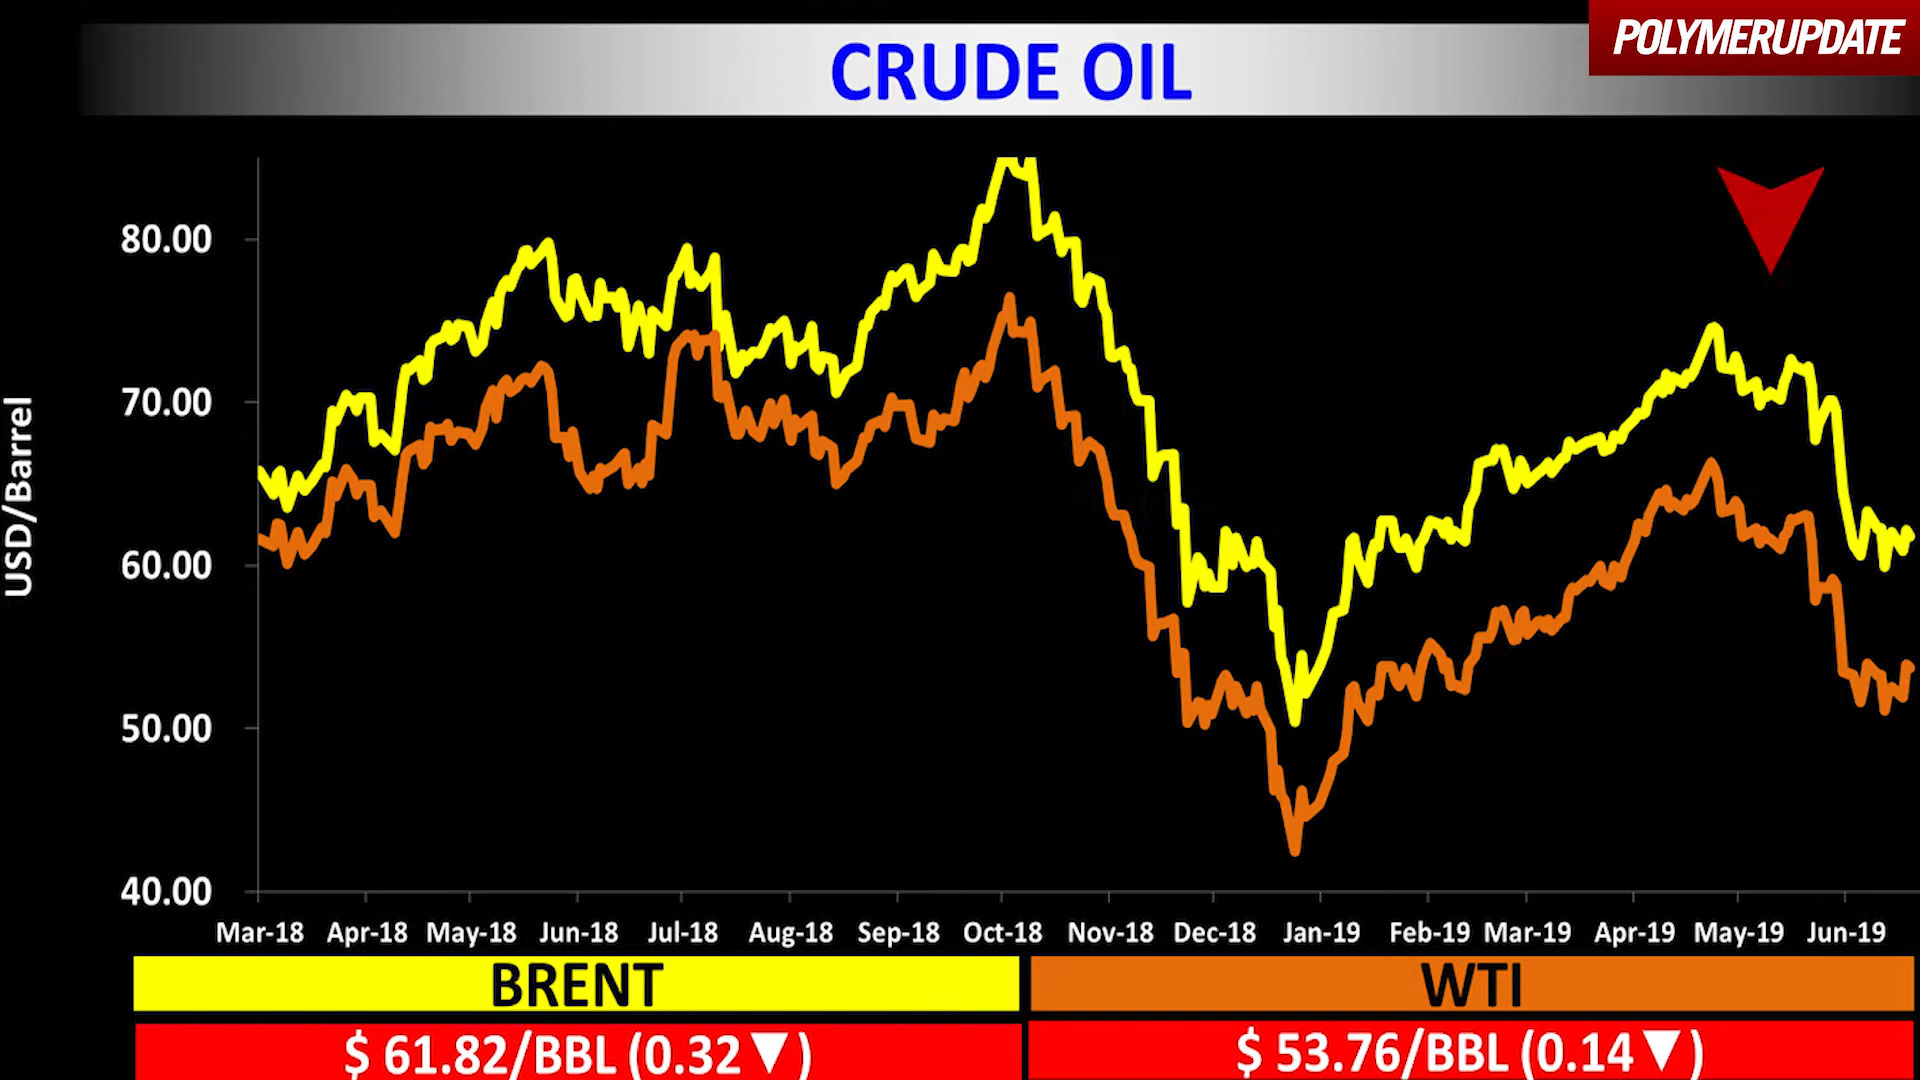 POLYMERUPDATE
CRUDE OIL
USD/Barrel
80.00
70.00
60.00
50.00
40.00
Mar-18 Apr-18 May-18 Jun-18 Jul-18 Aug-18 Sep-18 Oct-18 Nov-18 Dec-18 Jan-19 Feb-19 Mar-19 Apr-19 May-19 Jun-19
BRENT WTI
$ 61.82/BBL (0.32▼) $ 53.76/BBL (0.14▼)